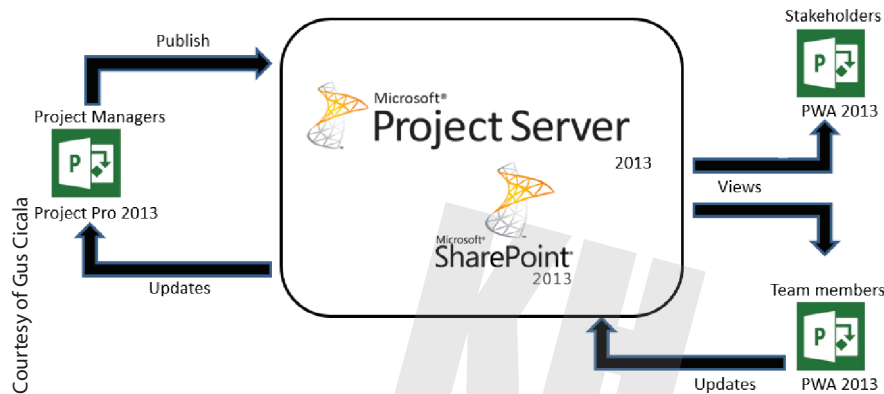 Publish
Project Managers
P
Project Pro 2013
Updates
Courtesy of Gus Cicala
Microsoft®
Project Server
2013
Microsoft®
SharePoint®
2013
Stakeholders
P
PWA 2013
Views
Team members
P
PWA 2013
Updates
KH